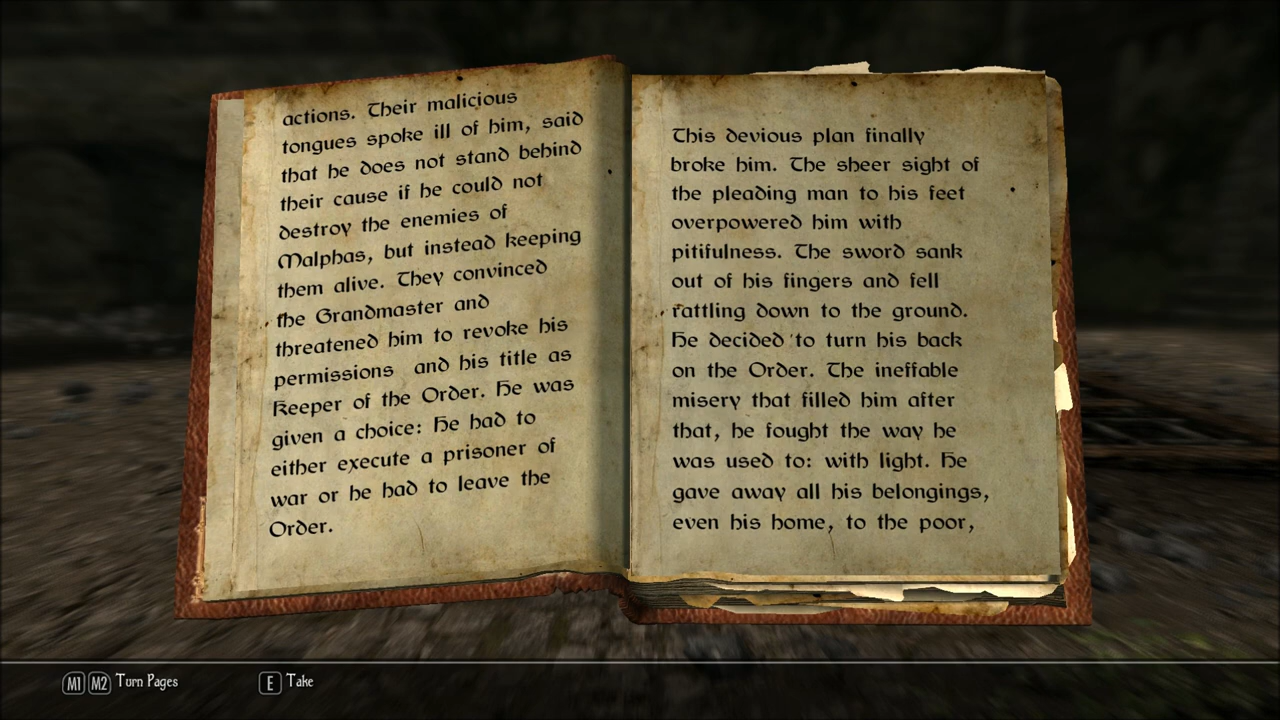 actions. Their malicious
tongues spoke ill of him, said
that he does not stand behind
their cause if he could not
destroy the enemies of
Malphas, but instead keeping
them alive. They convinced
the Grandmaster and
threatened him to revoke his
permissions  and his title as
Keeper of the Order. He was
given a choice: He had to
either execute a prisoner of
war or he had to leave the
Order.
This devious plan finally
broke him. The sheer sight of
the pleading man to his feet
overpowered him with
pitifulness. The sword sank
out of his fingers and fell
rattling down to the ground.
He decided to turn his back
on the Order. The ineffable
misery that filled him after
that, he fought the way he
was used to: with light. He
gave away all his belongings,
even his home, to the poor,
M1 M2 Turn Pages
E Take